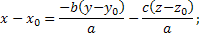 x − x₀ = −b(y−y₀)/a − c(z−z₀)/a ;